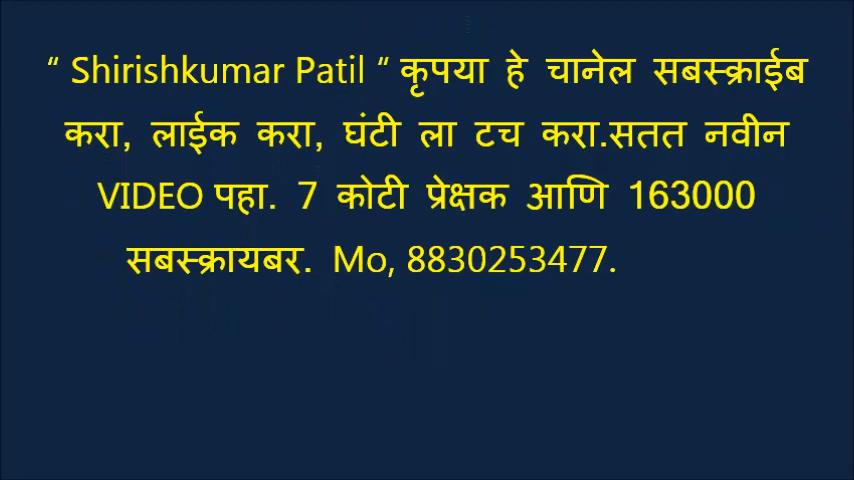 “ Shirishkumar Patil “ कृपया हे चानेल सबस्क्राईब
करा, लाईक करा, घंटी ला टच करा.सतत नवीन
VIDEO पहा. 7 कोटी प्रेक्षक आणि 163000
सबस्क्रायबर. Mo, 8830253477.